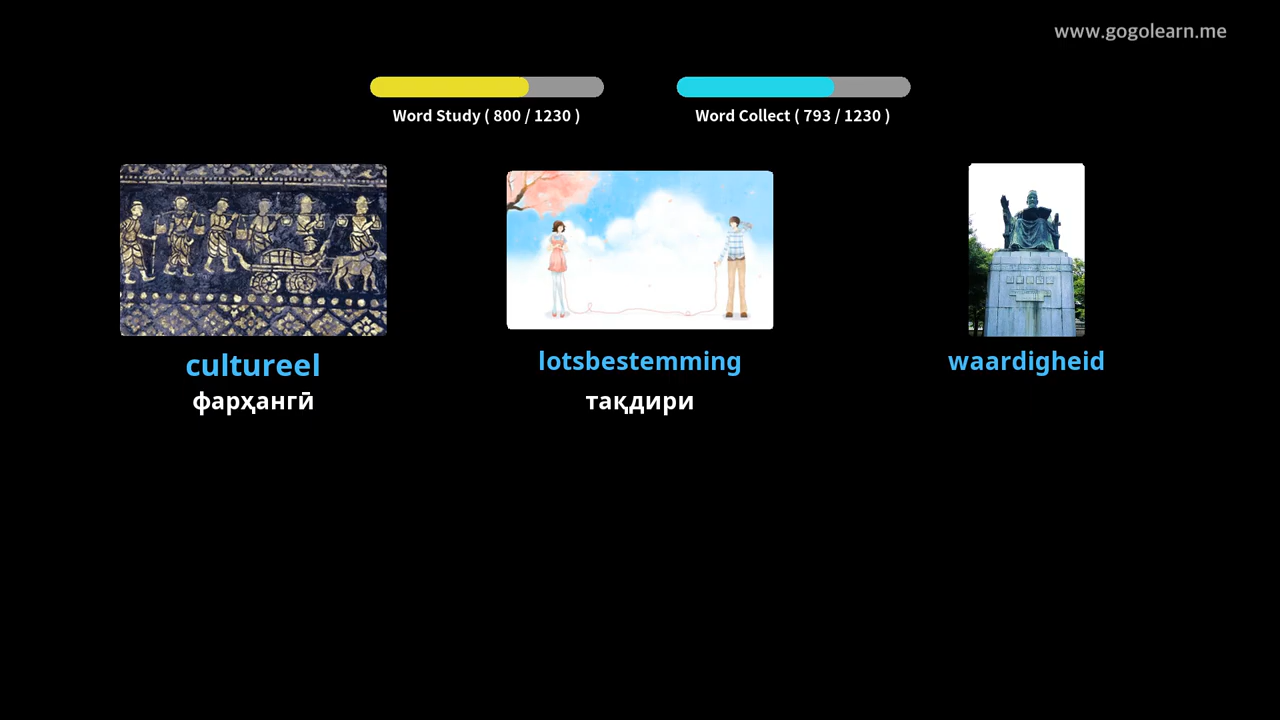 www.gogolearn.me
Word Study ( 800 / 1230 )
Word Collect ( 793 / 1230 )
cultureel
lotsbestemming
waardigheid
фарҳангӣ
тақдири